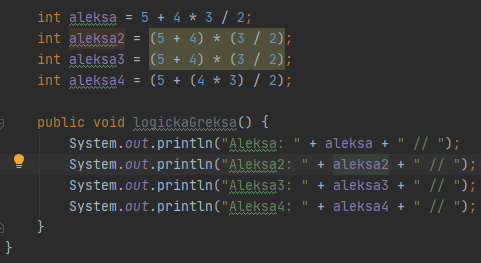 int aleksa = 5 + 4 * 3 / 2;
int aleksa2 = (5 + 4) * (3 / 2);
int aleksa3 = (5 + 4) * (3 / 2);
int aleksa4 = (5 + (4 * 3) / 2);
public void logickaGreksa() {
System.out.println("Aleksa: " + aleksa + " // ");
System.out.println("Aleksa2: " + aleksa2 + " // ");
System.out.println("Aleksa3: " + aleksa3 + " // ");
System.out.println("Aleksa4: " + aleksa4 + " // ");
}
}